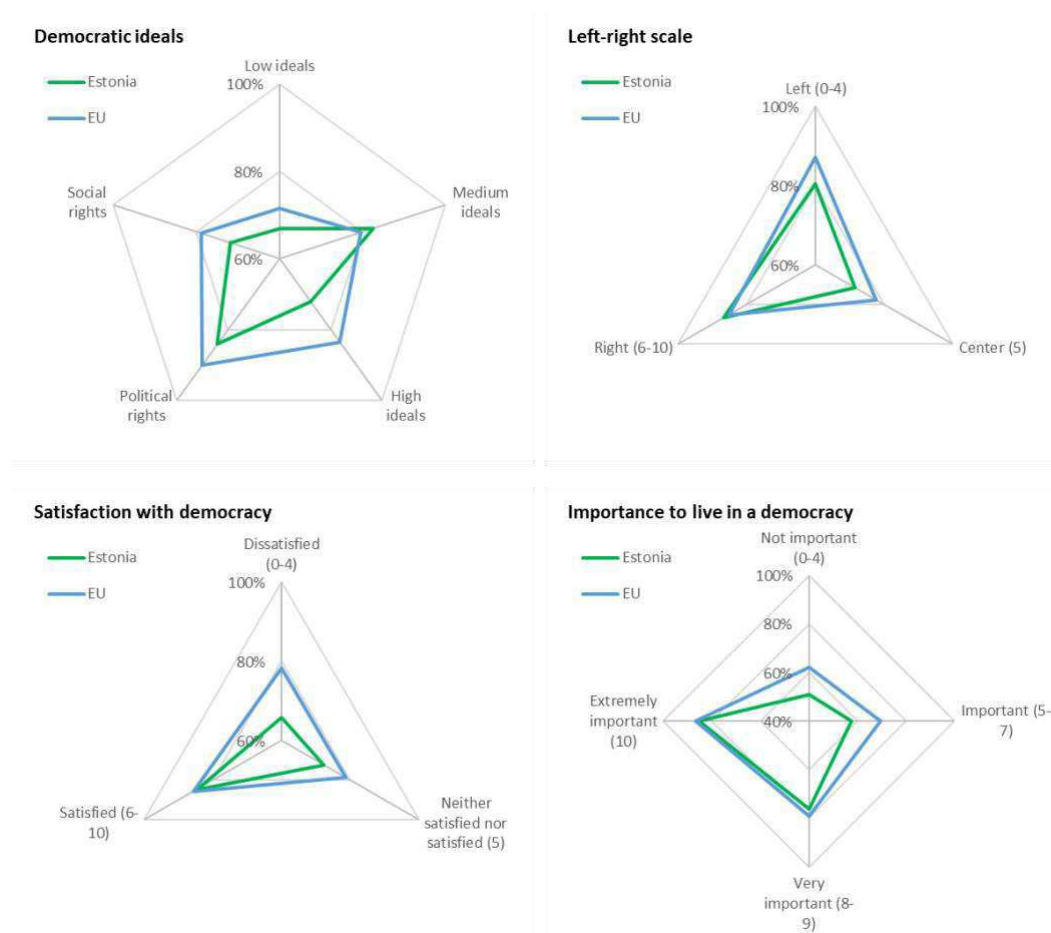 Democratic ideals
Estonia
EU
Low ideals
100%
80%
60%
Medium
ideals
High
ideals
Political
rights
Social
rights
Left-right scale
Estonia
EU
Left (0-4)
100%
80%
60%
Center (5)
Right (6-10)
Satisfaction with democracy
Estonia
EU
Dissatisfied
(0-4)
100%
80%
60%
Neither
satisfied nor
satisfied (5)
Satisfied (6-
10)
Importance to live in a democracy
Estonia
EU
Not important
(0-4)
100%
80%
60%
40%
Important (5-
7)
Very
important (8-
9)
Extremely
important
(10)